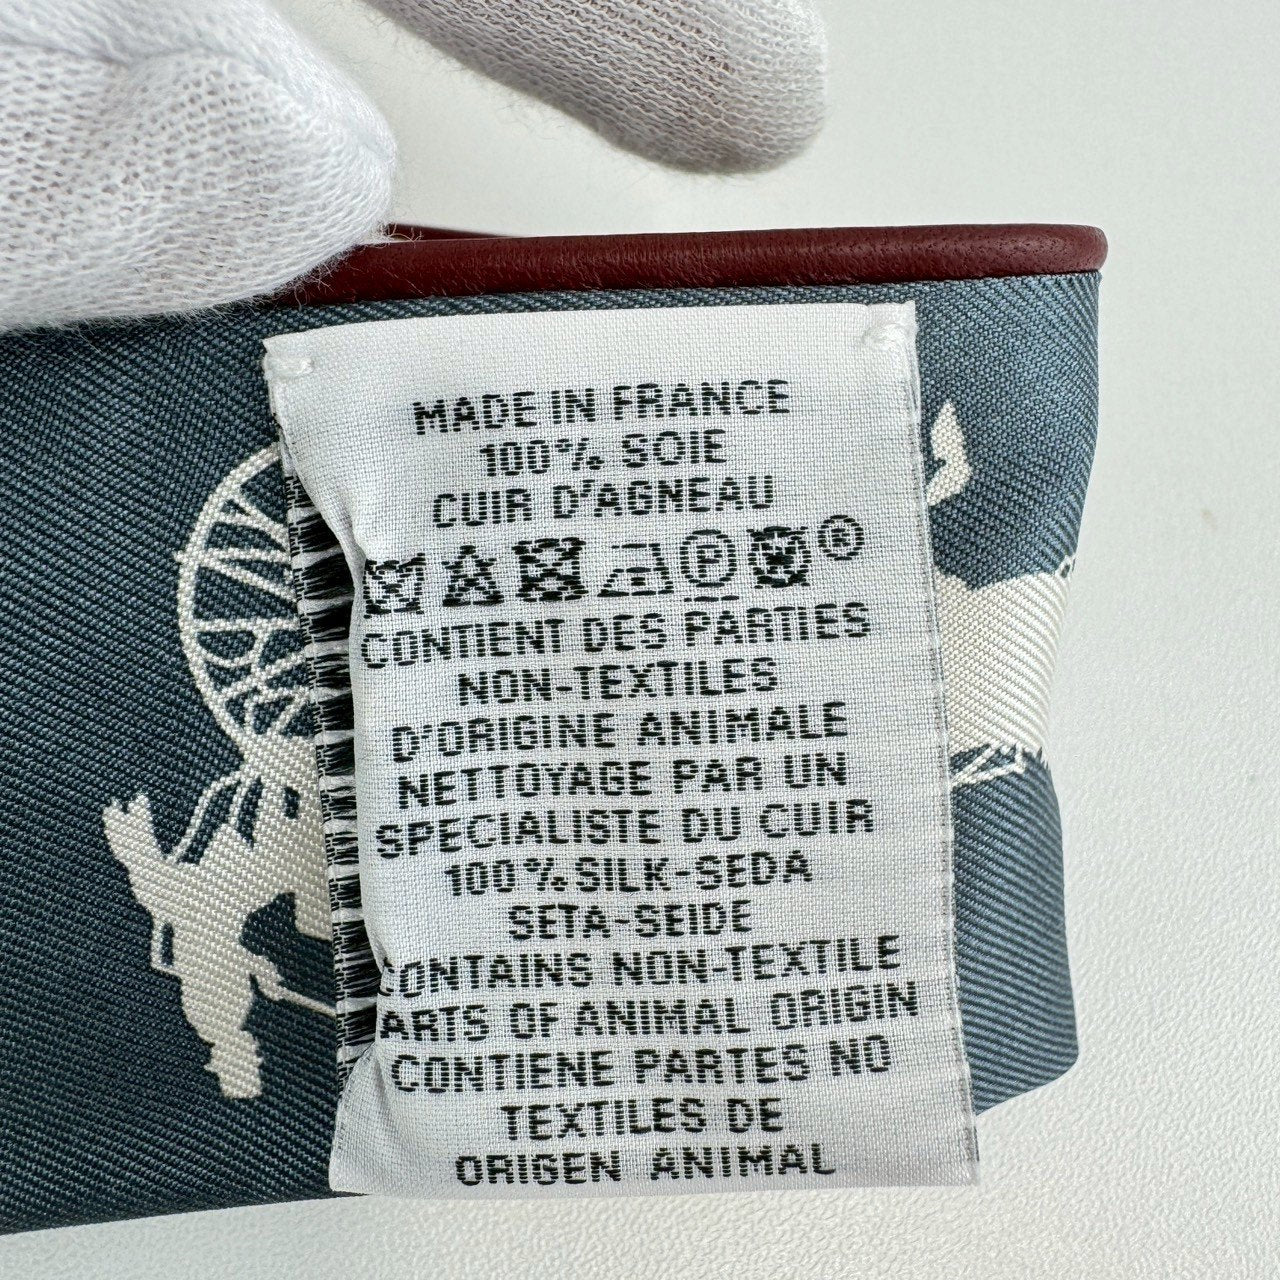 MADE IN FRANCE
100% SOIE
CUIR D'AGNEAU
P ®
CONTIENT DES PARTIES
NON-TEXTILES
D'ORIGINE ANIMALE
NETTOYAGE PAR UN
SPECIALISTE DU CUIR
100% SILK-SEDA
SETA-SEIDE
CONTAINS NON-TEXTILE
ARTS OF ANIMAL ORIGIN
CONTIENE PARTES NO
TEXTILES DE
ORIGEN ANIMAL